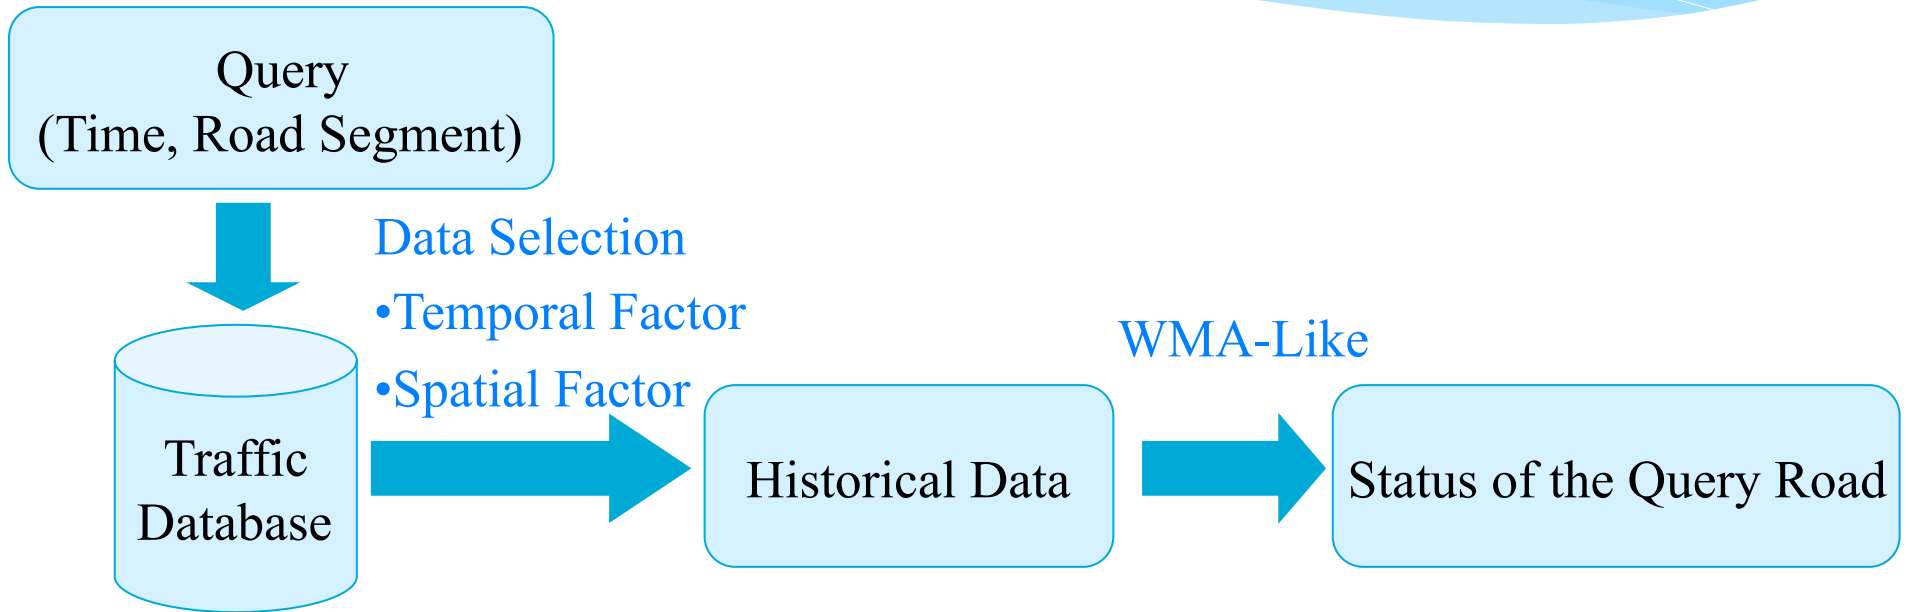 Query
(Time, Road Segment)
Data Selection
•Temporal Factor
•Spatial Factor
WMA-Like
Traffic
Database
Historical Data
Status of the Query Road